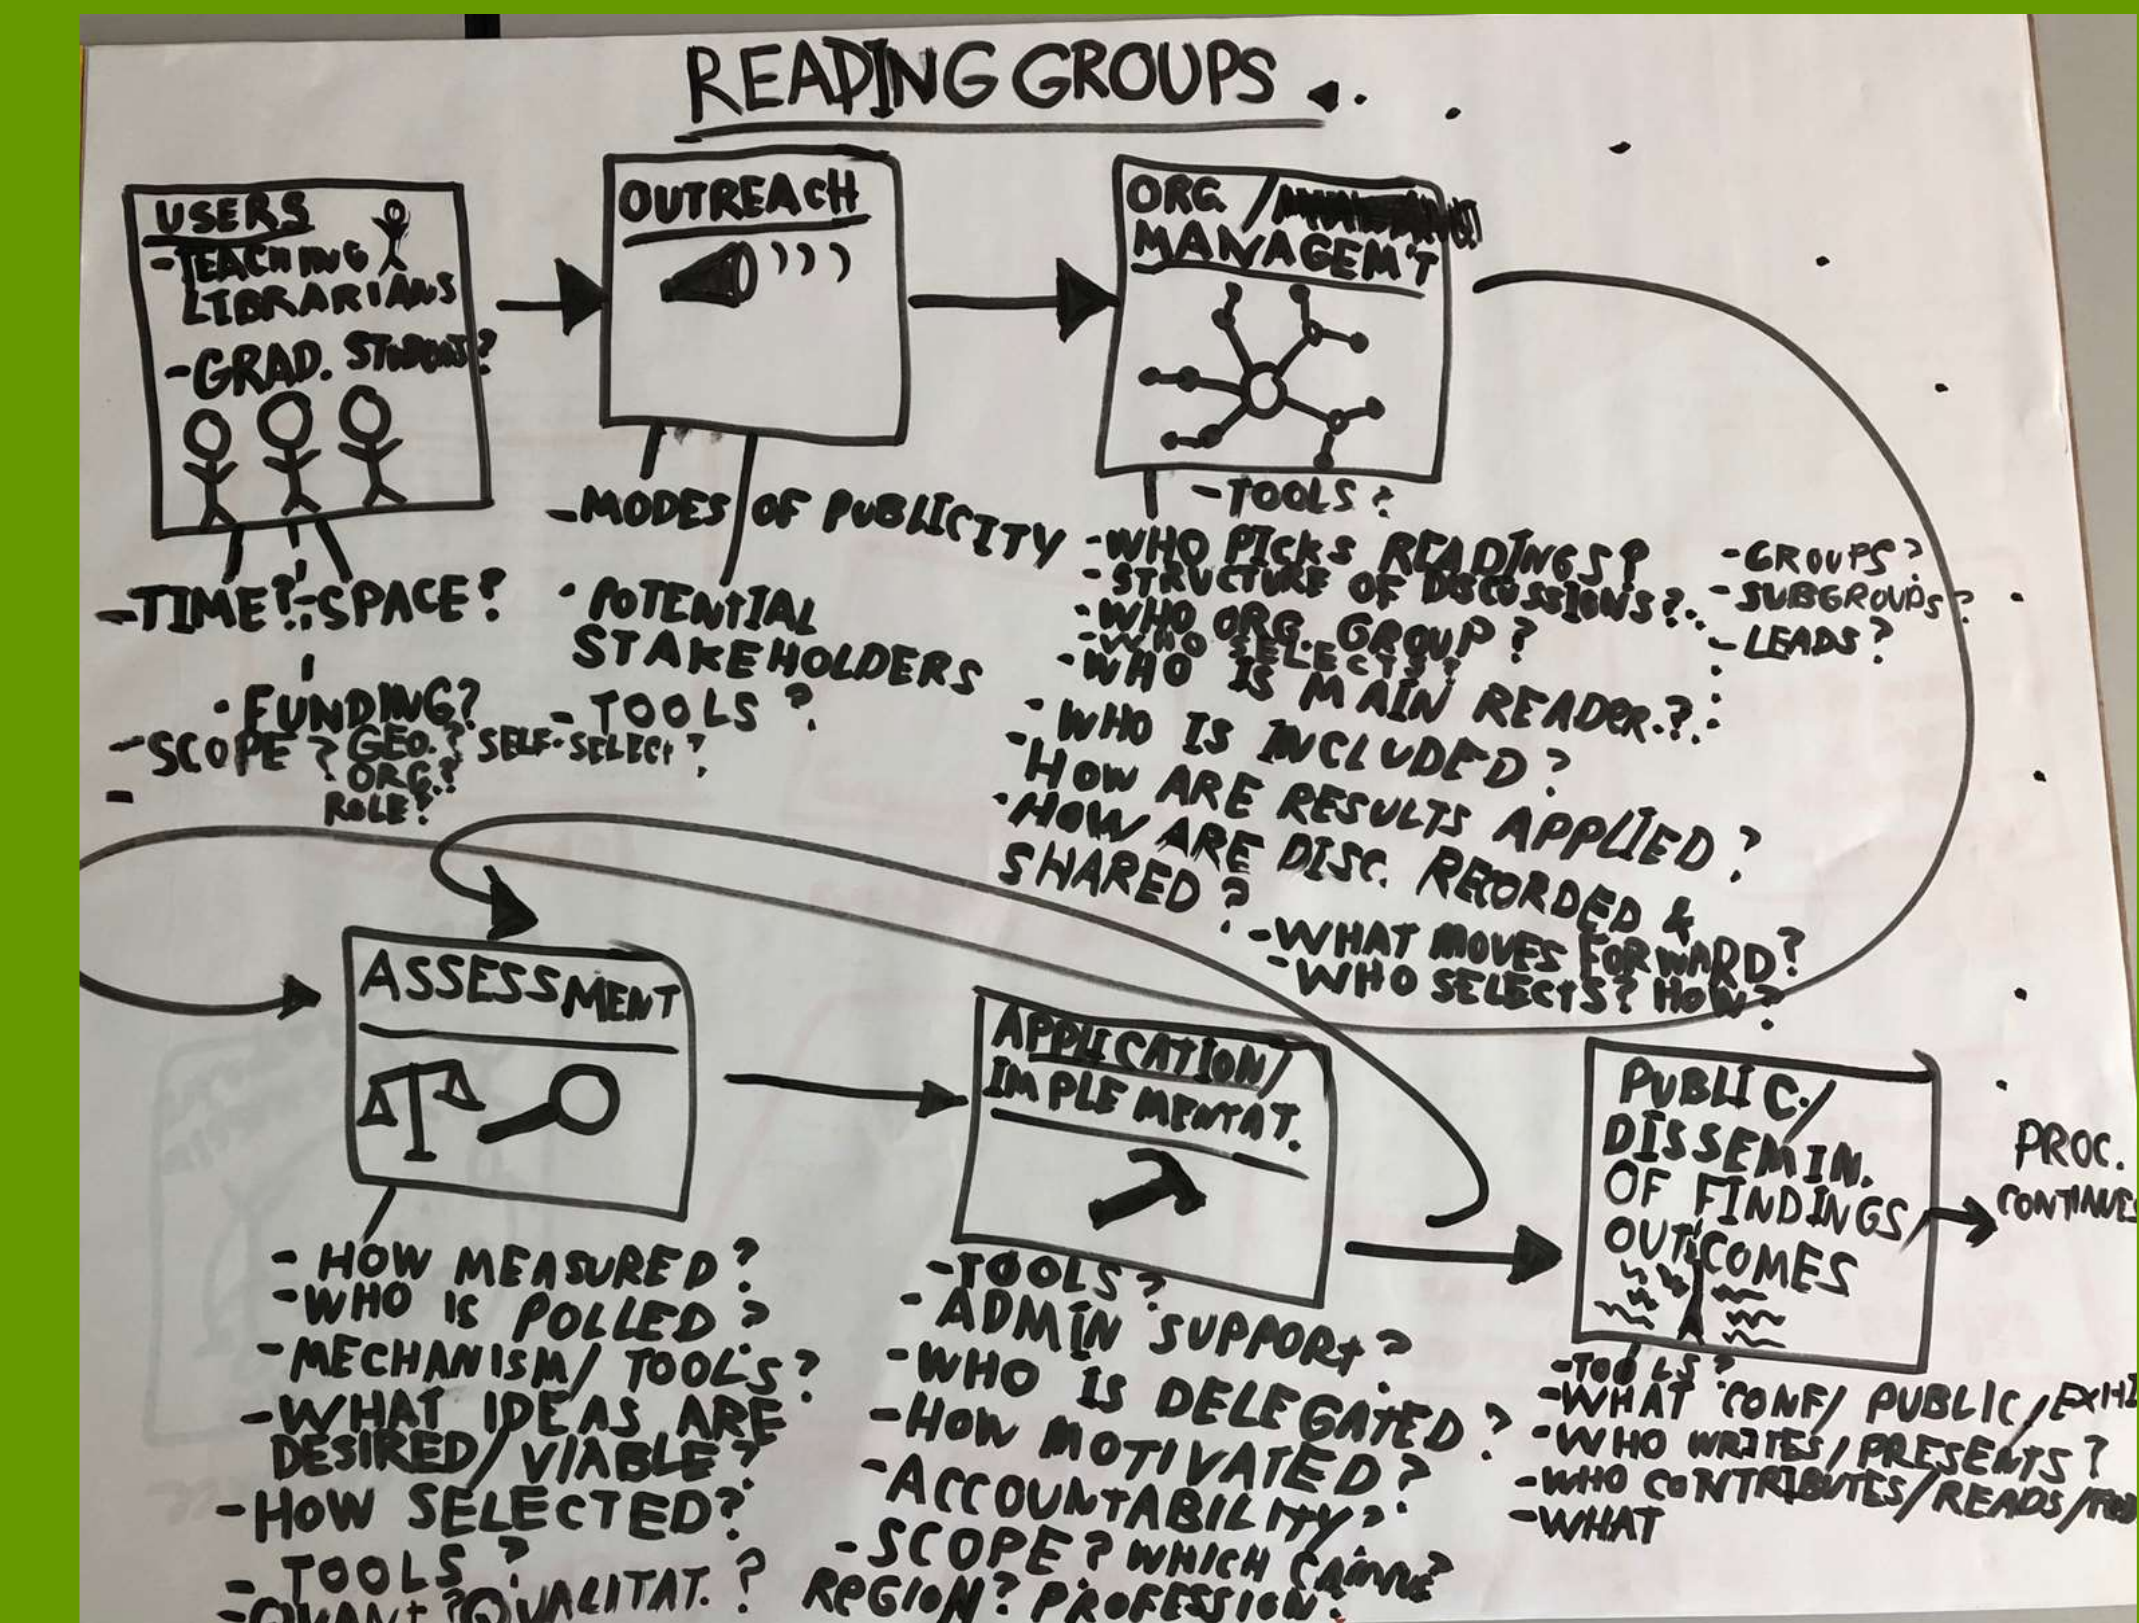 READING GROUPS
USERS
-TEACHING
LIBRARIANS
-GRAD. STUDENTS?
-TIME?
-SPACE?
• FUNDING?
-SCOPE? GEO.? SELF-SELECT?
ORG.?
ROLE?
-
OUTREACH
-MODES OF PUBLICITY
• POTENTIAL
STAKEHOLDERS
- TOOLS?
ORG /
MANAGEM'T
-TOOLS?
-WHO PICKS READINGS?
-STRUCTURE OF DISCUSSIONS?
-GROUPS?
-SUBGROUPS?
-LEADS?
-WHO ORG. GROUP?
-WHO SELECTS?
-WHO IS MAIN READER?
-WHO IS INCLUDED?
-HOW ARE RESULTS APPLIED?
•HOW ARE DISC. RECORDED &
SHARED?
-WHAT MOVES FORWARD?
-WHO SELECTS? HOW?
ASSESSMENT
- HOW MEASURED?
-WHO IS POLLED?
-MECHANISM/ TOOLS?
-WHAT IDEAS ARE
DESIRED/VIABLE?
-HOW SELECTED?
- TOOLS?
-QUANT? QUALITAT.?
APPLICATION/
IMPLEMENTAT.
-TOOLS?
-ADMIN SUPPORT?
-WHO IS DELEGATED?
-HOW MOTIVATED?
-ACCOUNTABILITY?
-SCOPE? WHICH
REGION? PROFESSION?
PUBLIC./
DISSEMIN.
OF FINDINGS/
OUTCOMES
-TOOLS?
-WHAT CONF/ PUBLIC/EXHI
-WHO WRITES/PRESENTS?
-WHO CONTRIBUTES/READS/
-WHAT
PROC.
CONTINUES